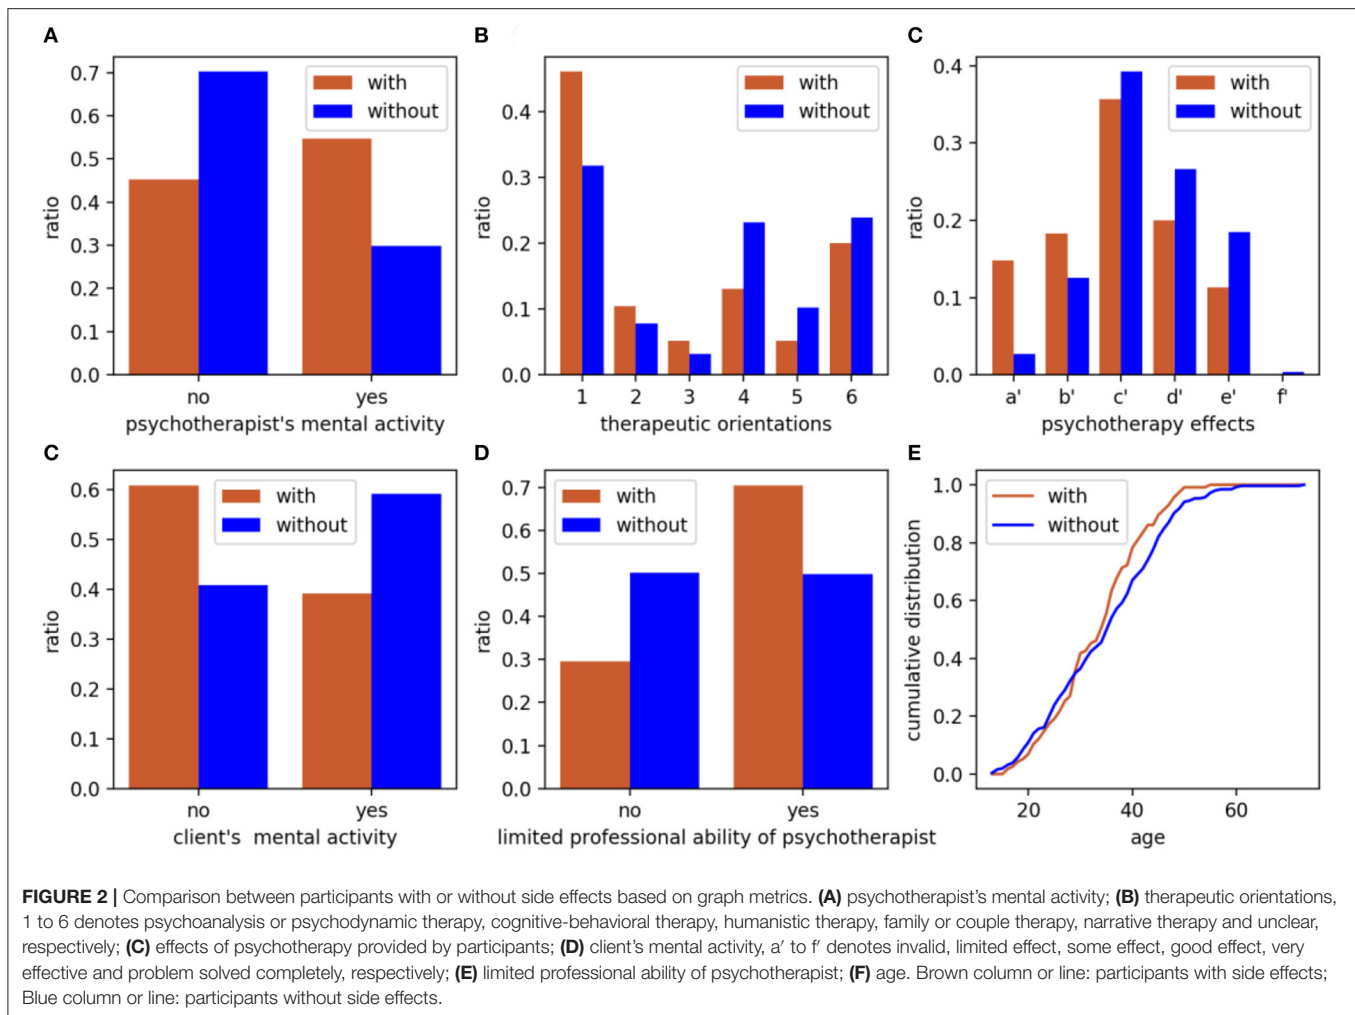 A
0.7
0.6
0.5
0.4
0.3
0.2
0.1
0.0
ratio
with
without
no yes
psychotherapist's mental activity
B
0.4
0.3
0.2
0.1
0.0
ratio
with
without
1 2 3 4 5 6
therapeutic orientations
C
0.4
0.3
0.2
0.1
0.0
ratio
with
without
a' b' c' d' e' f'
psychotherapy effects
C
0.6
0.5
0.4
0.3
0.2
0.1
0.0
ratio
with
without
no yes
client's  mental activity
D
0.7
0.6
0.5
0.4
0.3
0.2
0.1
0.0
ratio
with
without
no yes
limited professional ability of psychotherapist
E
1.0
0.8
0.6
0.4
0.2
0.0
cumulative distribution
with
without
20 40 60
age
FIGURE 2 | Comparison between participants with or without side effects based on graph metrics. (A) psychotherapist's mental activity; (B) therapeutic orientations,
1 to 6 denotes psychoanalysis or psychodynamic therapy, cognitive-behavioral therapy, humanistic therapy, family or couple therapy, narrative therapy and unclear,
respectively; (C) effects of psychotherapy provided by participants; (D) client's mental activity, a′ to f′ denotes invalid, limited effect, some effect, good effect, very
effective and problem solved completely, respectively; (E) limited professional ability of psychotherapist; (F) age. Brown column or line: participants with side effects;
Blue column or line: participants without side effects.